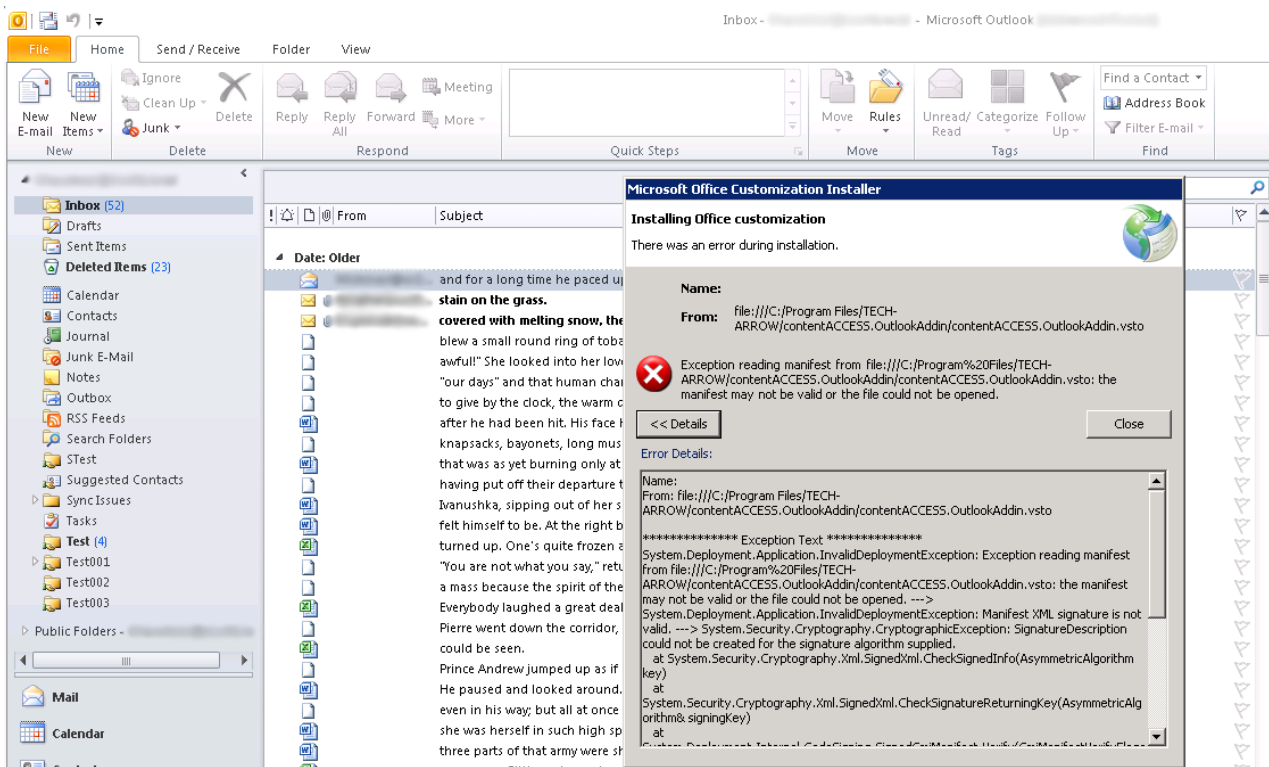 Inbox - - Microsoft Outlook
File Home Send / Receive Folder View
New E-mail
New Items
Ignore
Clean Up
Junk
Delete
Reply
Reply All
Forward
Meeting
More
Move
Rules
Unread/ Read
Categorize
Follow Up
Find a Contact
Address Book
Filter E-mail
New Delete Respond Quick Steps Move Tags Find
Inbox (52)
Drafts
Sent Items
Deleted Items (23)
Calendar
Contacts
Journal
Junk E-Mail
Notes
Outbox
RSS Feeds
Search Folders
STest
Suggested Contacts
Sync Issues
Tasks
Test (4)
Test001
Test002
Test003
Public Folders -
Mail
Calendar
! From Subject
Date: Older
and for a long time he paced
stain on the grass.
covered with melting snow, the
blew a small round ring of
awful!" She looked into her
"our days" and that human
to give by the clock, the warm
after he had been hit. His face
knapsacks, bayonets, long
that was as yet burning only at
having put off their departure
Ivanushka, sipping out of her
felt himself to be. At the right
turned up. One's quite frozen
"You are not what you say,"
a mass because the spirit of the
Everybody laughed a great deal
Pierre went down the corridor,
could be seen.
Prince Andrew jumped up as if
He paused and looked around.
even in his way; but all at once
she was herself in such high
three parts of that army were
Microsoft Office Customization Installer
Installing Office customization
There was an error during installation.
Name:
From: file:///C:/Program Files/TECH-
ARROW/contentACCESS.OutlookAddin/contentACCESS.OutlookAddin.vsto
Exception reading manifest from file:///C:/Program%20Files/TECH-
ARROW/contentACCESS.OutlookAddin/contentACCESS.OutlookAddin.vsto: the
manifest may not be valid or the file could not be opened.
<< Details Close
Error Details:
Name:
From: file:///C:/Program Files/TECH-
ARROW/contentACCESS.OutlookAddin/contentACCESS.OutlookAddin.vsto
************** Exception Text **************
System.Deployment.Application.InvalidDeploymentException: Exception reading manifest
from file:///C:/Program%20Files/TECH-
ARROW/contentACCESS.OutlookAddin/contentACCESS.OutlookAddin.vsto: the manifest
may not be valid or the file could not be opened. --->
System.Deployment.Application.InvalidDeploymentException: Manifest XML signature is not
valid. ---> System.Security.Cryptography.CryptographicException: SignatureDescription
could not be created for the signature algorithm supplied.
at System.Security.Cryptography.Xml.SignedXml.CheckSignedInfo(AsymmetricAlgorithm
key)
at
System.Security.Cryptography.Xml.SignedXml.CheckSignatureReturningKey(AsymmetricAlg
orithm& signingKey)
at